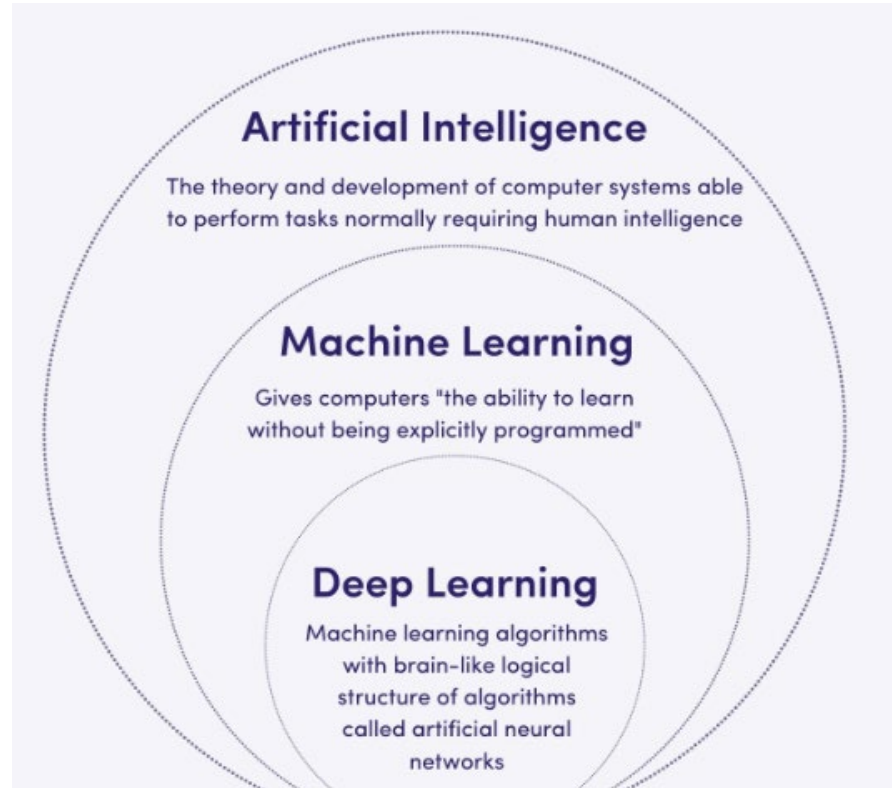 Artificial Intelligence
The theory and development of computer systems able
to perform tasks normally requiring human intelligence
Machine Learning
Gives computers "the ability to learn
without being explicitly programmed"
Deep Learning
Machine learning algorithms
with brain-like logical
structure of algorithms
called artificial neural
networks